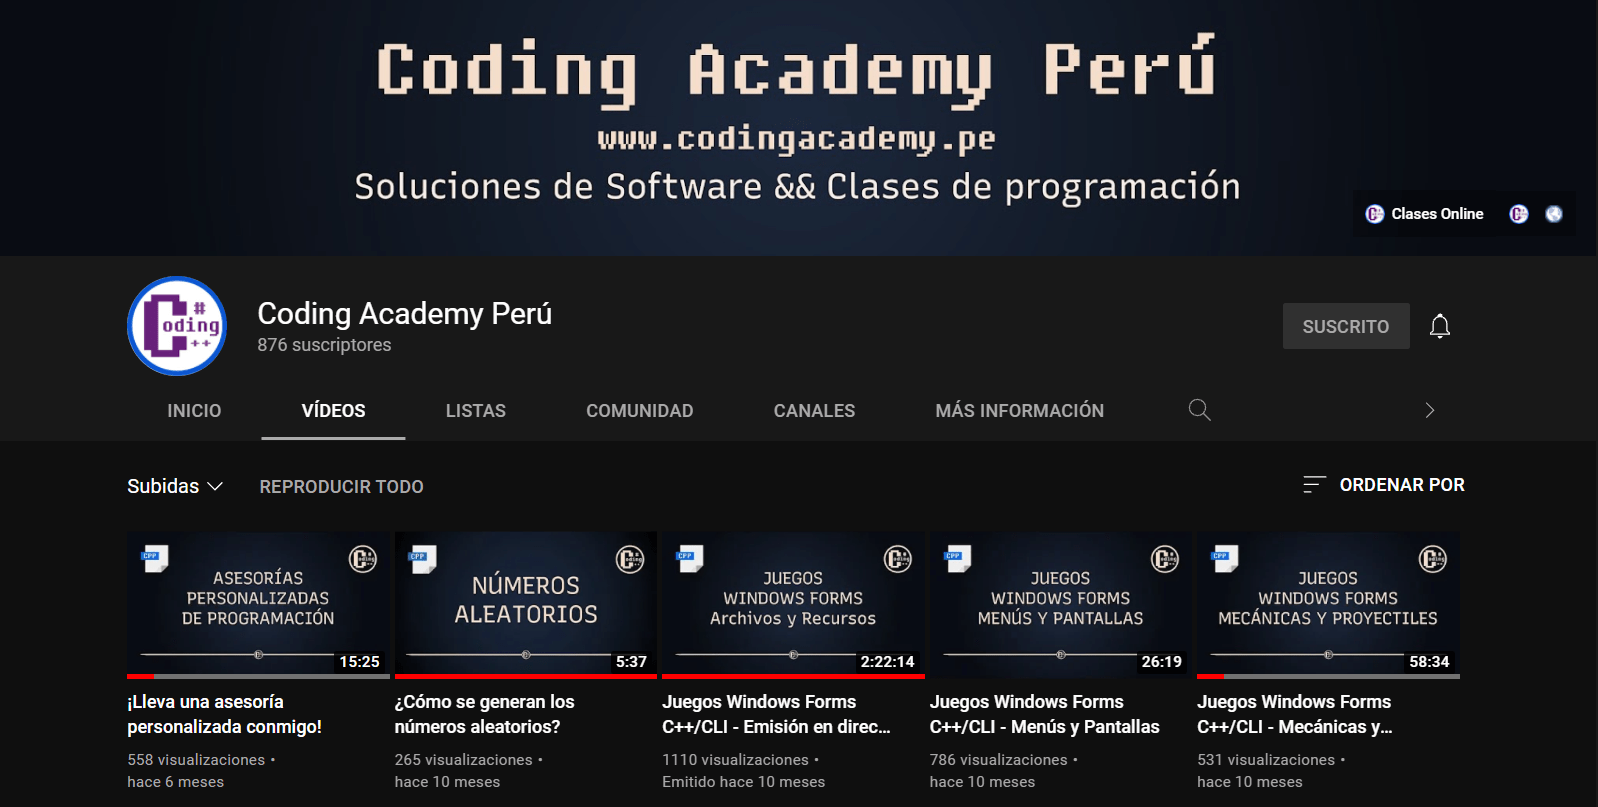 Coding Academy Perú
www.codingacademy.pe
Soluciones de Software && Clases de programación
Clases Online
C# oding ++
Coding Academy Perú
876 suscriptores
SUSCRITO
INICIO
VÍDEOS
LISTAS
COMUNIDAD
CANALES
MÁS INFORMACIÓN
Subidas
REPRODUCIR TODO
ORDENAR POR
CPP
ASESORÍAS
PERSONALIZADAS
DE PROGRAMACIÓN
15:25
¡Lleva una asesoría
personalizada conmigo!
558 visualizaciones •
hace 6 meses
CPP
NÚMEROS
ALEATORIOS
5:37
¿Cómo se generan los
números aleatorios?
265 visualizaciones •
hace 10 meses
CPP
JUEGOS
WINDOWS FORMS
Archivos y Recursos
2:22:14
Juegos Windows Forms
C++/CLI - Emisión en direc...
1110 visualizaciones •
Emitido hace 10 meses
CPP
JUEGOS
WINDOWS FORMS
MENÚS Y PANTALLAS
26:19
Juegos Windows Forms
C++/CLI - Menús y Pantallas
786 visualizaciones •
hace 10 meses
CPP
JUEGOS
WINDOWS FORMS
MECÁNICAS Y PROYECTILES
58:34
Juegos Windows Forms
C++/CLI - Mecánicas y...
531 visualizaciones •
hace 10 meses